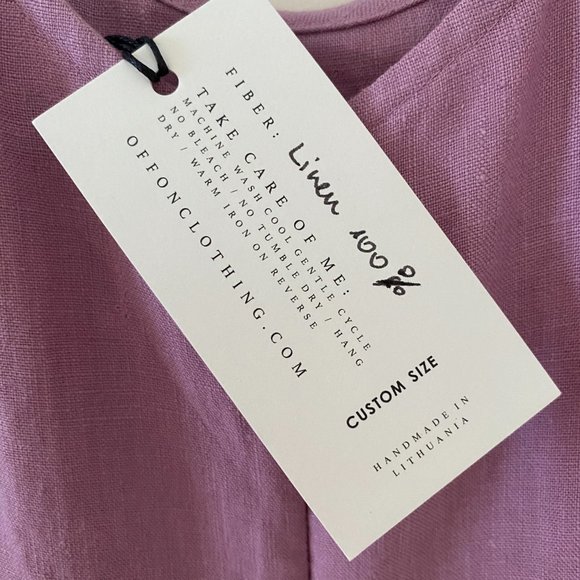 FIBER: Linen 100%
TAKE CARE OF ME:
MACHINE WASH COOL GENTLE CYCLE
NO BLEACH / NO TUMBLE DRY / HANG
DRY / WARM IRON ON REVERSE
OFFONCLOTHING.COM
CUSTOM SIZE
HANDMADE IN
LITHUANIA